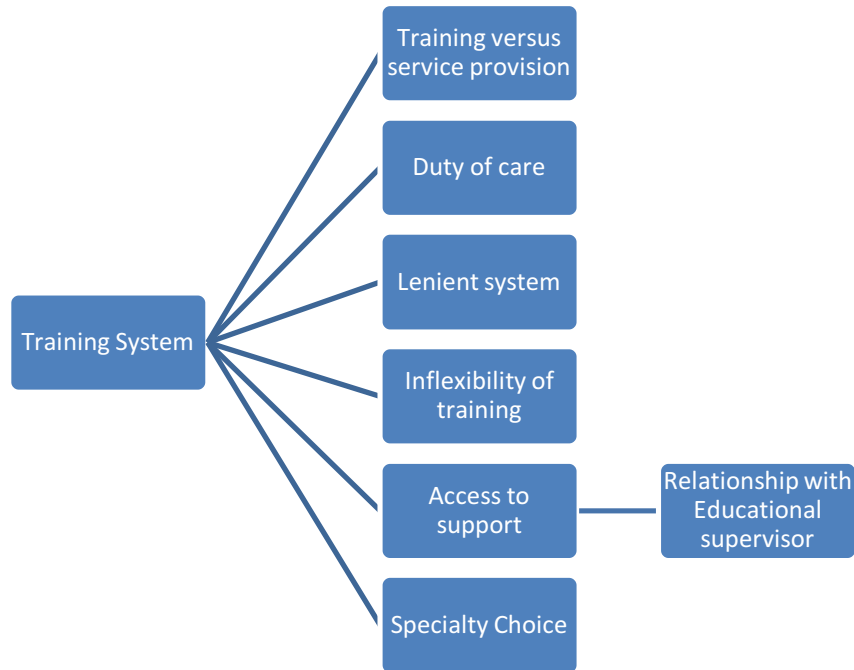 Training versus
service provision
Duty of care
Lenient system
Training System
Inflexibility of
training
Access to
support
Relationship with
Educational
supervisor
Specialty Choice